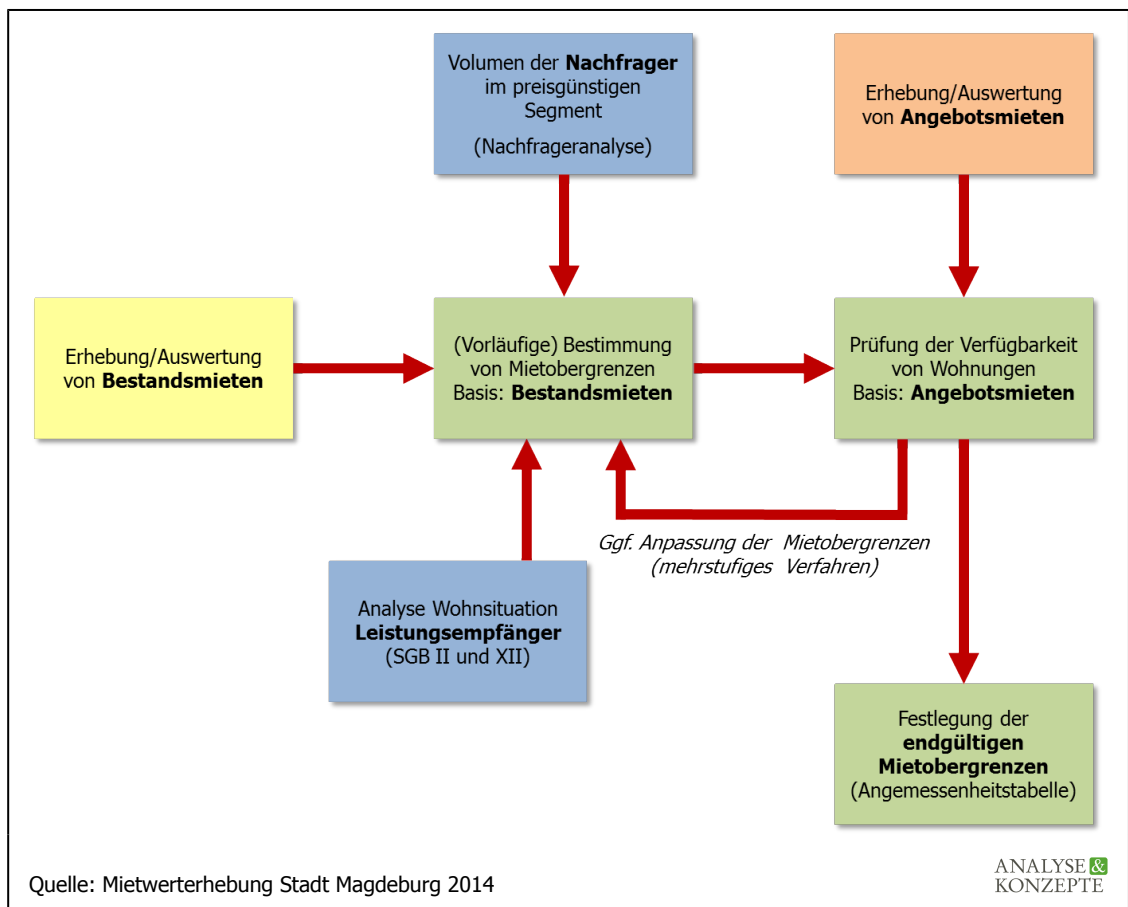 Volumen der Nachfrager
im preisgünstigen
Segment
(Nachfrageranalyse)
Erhebung/Auswertung
von Angebotsmieten
Erhebung/Auswertung
von Bestandsmieten
(Vorläufige) Bestimmung
von Mietobergrenzen
Basis: Bestandsmieten
Prüfung der Verfügbarkeit
von Wohnungen
Basis: Angebotsmieten
Ggf. Anpassung der Mietobergrenzen
(mehrstufiges Verfahren)
Analyse Wohnsituation
Leistungsempfänger
(SGB II und XII)
Festlegung der
endgültigen
Mietobergrenzen
(Angemessenheitstabelle)
Quelle: Mietwerterhebung Stadt Magdeburg 2014
ANALYSE &
KONZEPTE